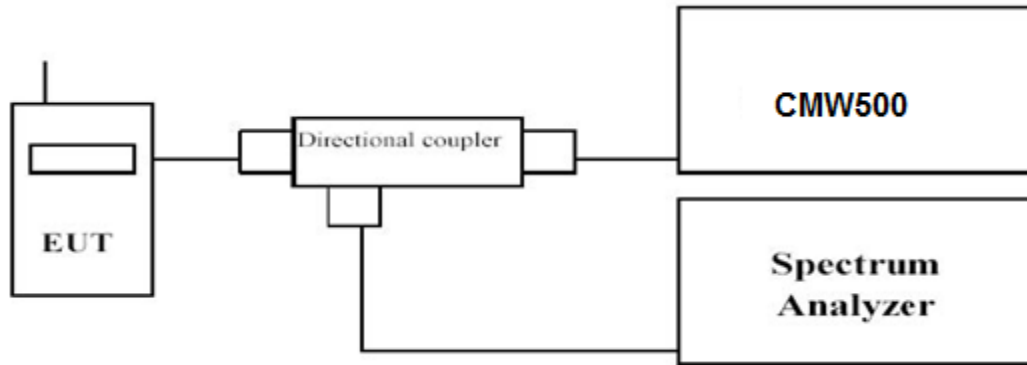 CMW500
Directional coupler
EUT
Spectrum
Analyzer